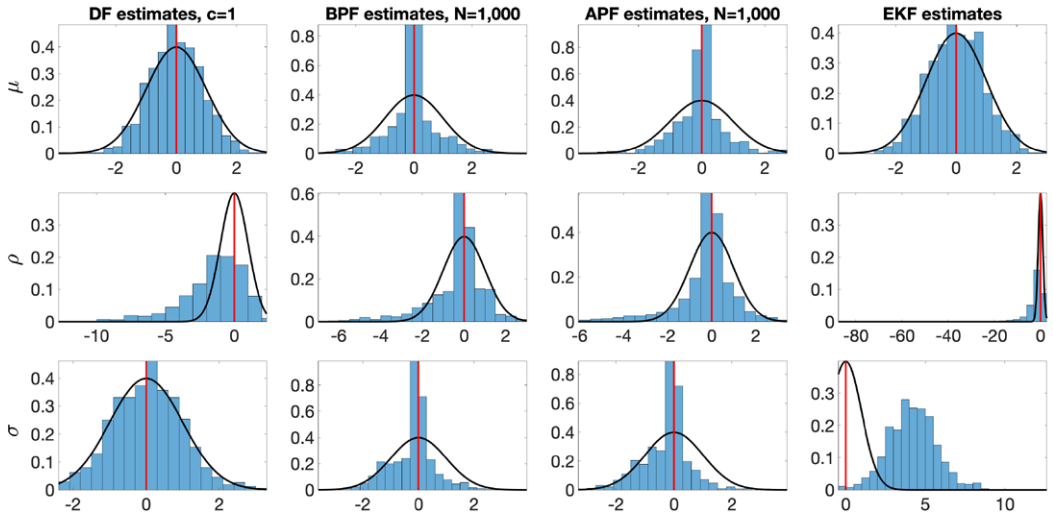 DF estimates, c=1 BPF estimates, N=1,000 APF estimates, N=1,000 EKF estimates
μ
0.4 0.3 0.2 0.1 0
0.8 0.6 0.4 0.2 0
0.8 0.6 0.4 0.2 0
0.4 0.3 0.2 0.1 0
-2 0 2 -2 0 2 -2 0 2 -2 0 2
ρ
0.3 0.2 0.1 0
0.6 0.4 0.2 0
0.4 0.2 0
0.3 0.2 0.1 0
-10 -5 0 -6 -4 -2 0 2 -6 -4 -2 0 2 -80 -60 -40 -20 0
σ
0.4 0.3 0.2 0.1 0
0.8 0.6 0.4 0.2 0
0.8 0.6 0.4 0.2 0
0.3 0.2 0.1 0
-2 0 2 -2 0 2 -2 0 2 0 5 10